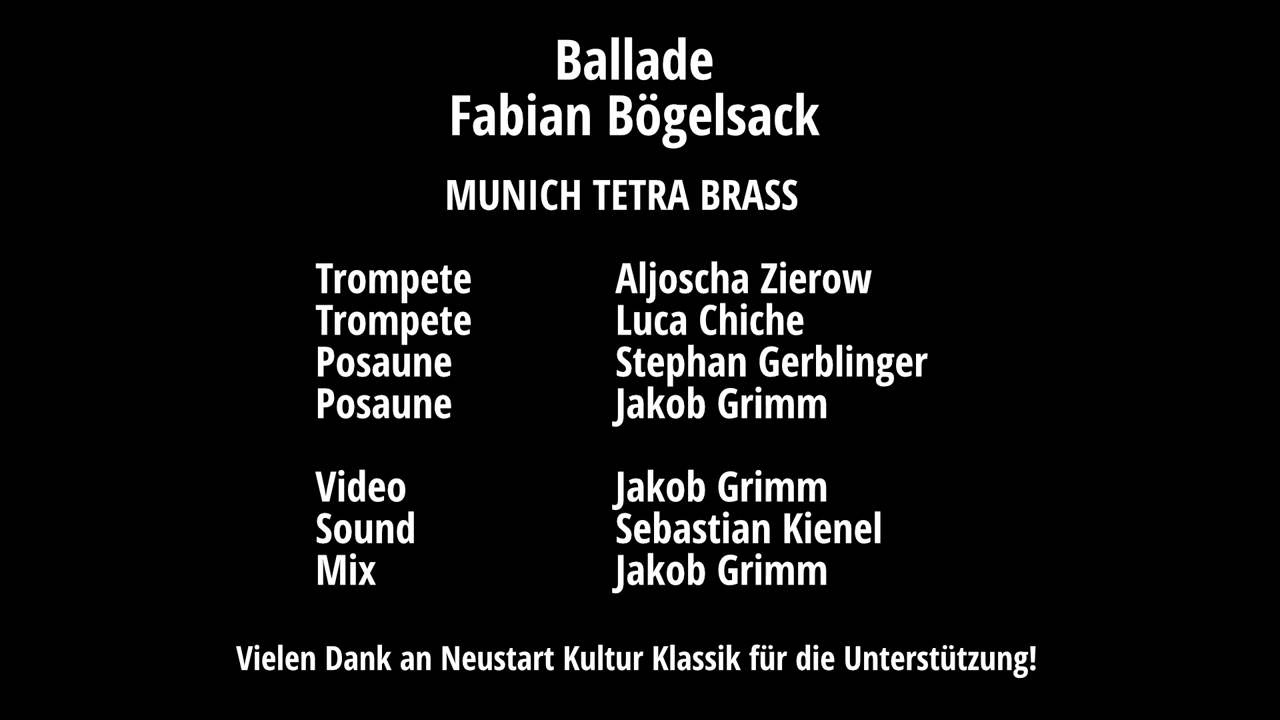 Ballade
Fabian Bögelsack
MUNICH TETRA BRASS
Trompete Aljoscha Zierow
Trompete Luca Chiche
Posaune Stephan Gerblinger
Posaune Jakob Grimm
Video Jakob Grimm
Sound Sebastian Kienel
Mix Jakob Grimm
Vielen Dank an Neustart Kultur Klassik für die Unterstützung!